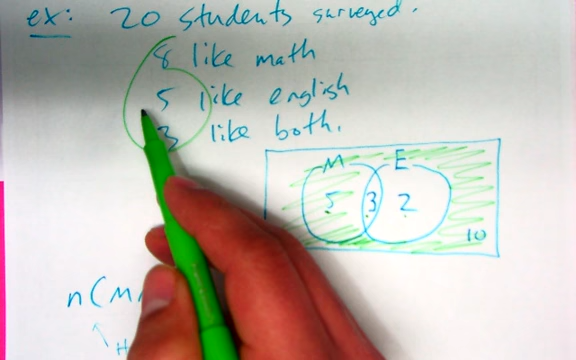 ex: 20 students surveyed.
8 like math
5 like english
3 like both.
M E
5 3 2
10
n(M